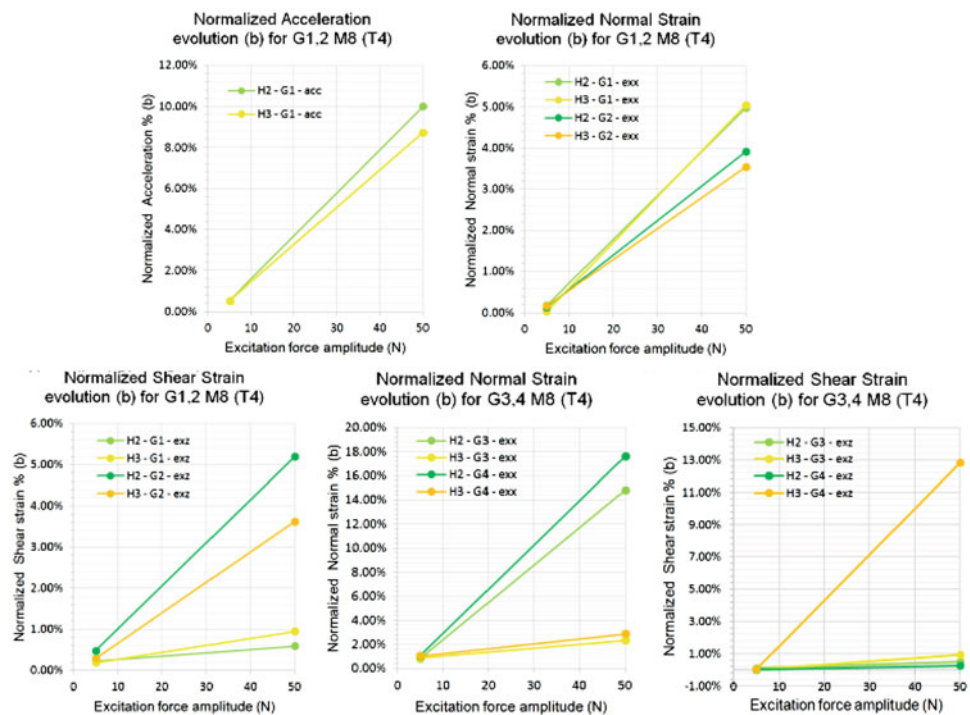 Normalized Acceleration
evolution (b) for G1,2 M8 (T4)
Normalized Acceleration % (b)
12.00%
10.00%
8.00%
6.00%
4.00%
2.00%
0.00%
H2 - G1 - acc
H3 - G1 - acc
0 10 20 30 40 50
Excitation force amplitude (N)
Normalized Normal Strain
evolution (b) for G1,2 M8 (T4)
Normalized Normal strain % (b)
6.00%
5.00%
4.00%
3.00%
2.00%
1.00%
0.00%
H2 - G1 - exx
H3 - G1 - exx
H2 - G2 - exx
H3 - G2 - exx
0 10 20 30 40 50
Excitation force amplitude (N)
Normalized Shear Strain
evolution (b) for G1,2 M8 (T4)
Normalized Shear strain % (b)
6.00%
5.00%
4.00%
3.00%
2.00%
1.00%
0.00%
H2 - G1 - exz
H3 - G1 - exz
H2 - G2 - exz
H3 - G2 - exz
0 10 20 30 40 50
Excitation force amplitude (N)
Normalized Normal Strain
evolution (b) for G3,4 M8 (T4)
Normalized Normal strain % (b)
20.00%
18.00%
16.00%
14.00%
12.00%
10.00%
8.00%
6.00%
4.00%
2.00%
0.00%
H2 - G3 - exx
H3 - G3 - exx
H2 - G4 - exx
H3 - G4 - exx
0 10 20 30 40 50
Excitation force amplitude (N)
Normalized Shear Strain
evolution (b) for G3,4 M8 (T4)
Normalized Shear strain % (b)
15.00%
13.00%
11.00%
9.00%
7.00%
5.00%
3.00%
1.00%
-1.00%
H2 - G3 - exz
H3 - G3 - exz
H2 - G4 - exz
H3 - G4 - exz
0 10 20 30 40 50
Excitation force amplitude (N)